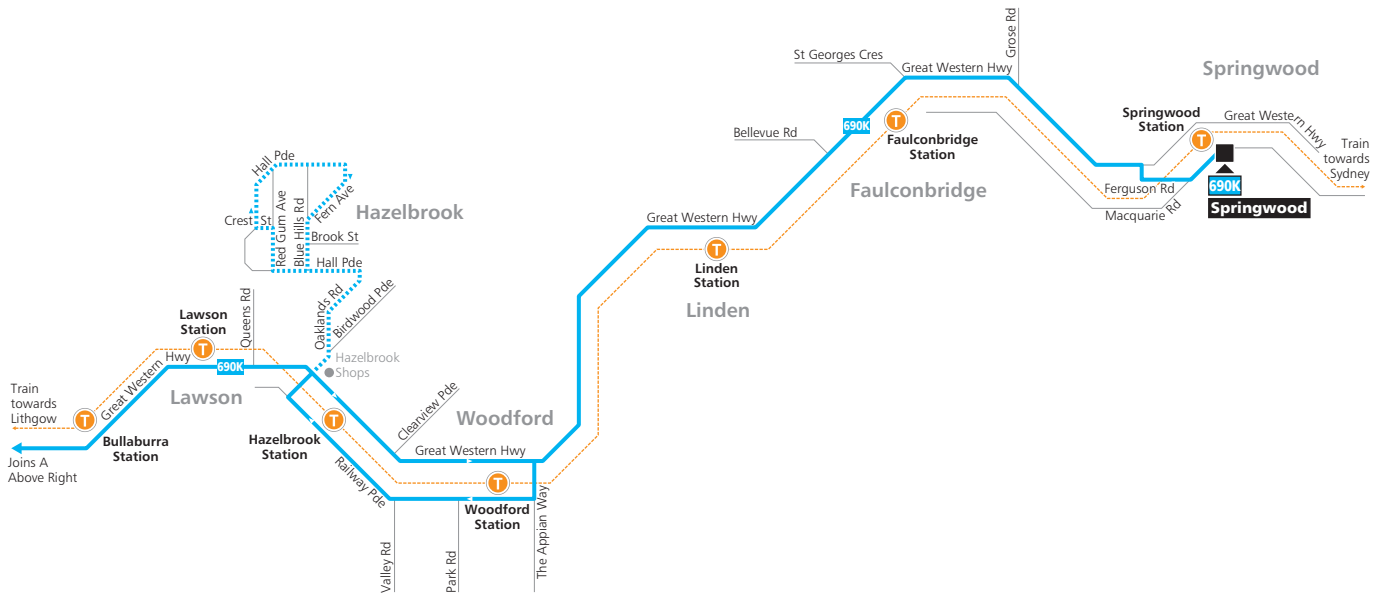 Grose Rd
St Georges Cres
Great Western Hwy
Springwood
690K
Springwood
Station
Great Western Hwy
Bellevue Rd
Faulconbridge
Station
Train
towards
Sydney
Faulconbridge
Ferguson Rd
Macquarie Rd
690K
Springwood
Hall Pde
Fern Ave
Hazelbrook
Crest St
Red Gum Ave
Blue Hills Rd
Brook St
Hall Pde
Great Western Hwy
Linden
Station
Linden
Oaklands Rd
Birdwood Pde
Queens Rd
Lawson
Station
Hazelbrook
Shops
690K
Great Western Hwy
Train
towards
Lithgow
Lawson
Clearview Pde
Woodford
Bullaburra
Station
Hazelbrook
Station
Great Western Hwy
Joins A
Above Right
Railway Pde
Woodford
Station
The Appian Way
Valley Rd
Park Rd
T
T
T
T
T
T
T